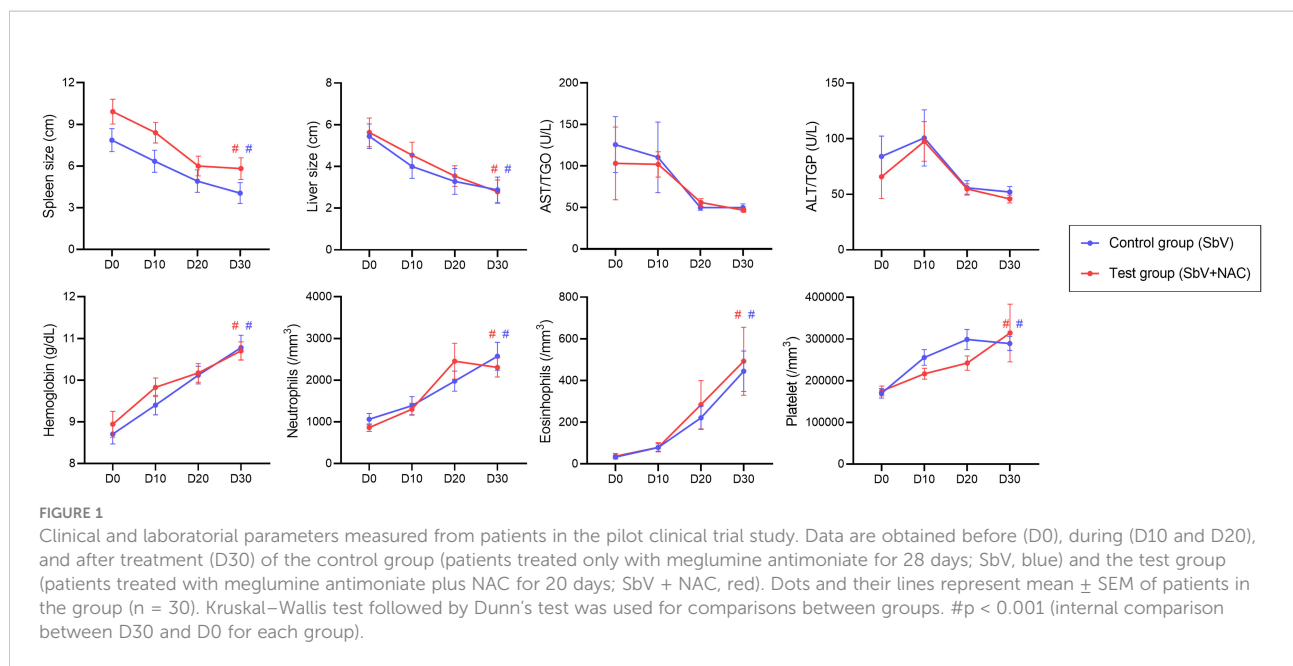 12
9
6
3
0
Spleen size (cm)
# #
D0 D10 D20 D30
8
6
4
2
0
Liver size (cm)
# #
D0 D10 D20 D30
200
150
100
50
0
AST/TGO (U/L)
D0 D10 D20 D30
150
100
50
0
ALT/TGP (U/L)
D0 D10 D20 D30
Control group (SbV)
Test group (SbV+NAC)
12
11
10
9
8
Hemoglobin (g/dL)
# #
D0 D10 D20 D30
4000
3000
2000
1000
0
Neutrophils (/mm³)
# #
D0 D10 D20 D30
800
600
400
200
0
Eosinhophils (/mm³)
# #
D0 D10 D20 D30
400000
300000
200000
100000
0
Platelet (/mm³)
# #
D0 D10 D20 D30
FIGURE 1
Clinical and laboratorial parameters measured from patients in the pilot clinical trial study. Data are obtained before (D0), during (D10 and D20),
and after treatment (D30) of the control group (patients treated only with meglumine antimoniate for 28 days; SbV, blue) and the test group
(patients treated with meglumine antimoniate plus NAC for 20 days; SbV + NAC, red). Dots and their lines represent mean ± SEM of patients in
the group (n = 30). Kruskal–Wallis test followed by Dunn’s test was used for comparisons between groups. #p < 0.001 (internal comparison
between D30 and D0 for each group).